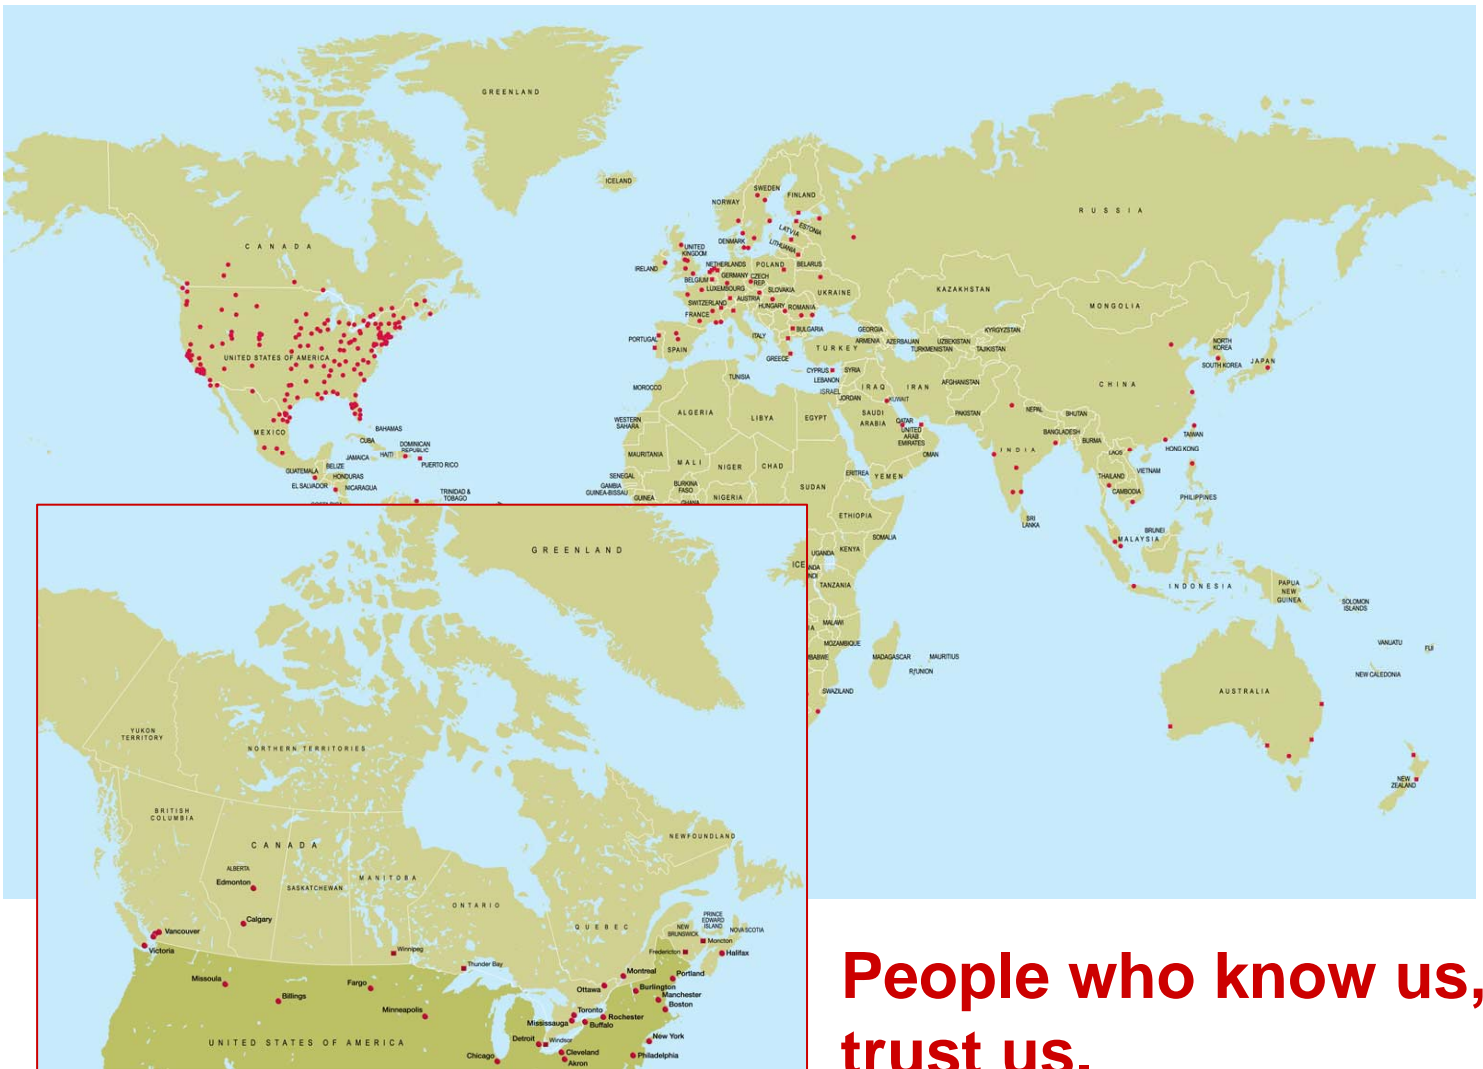 GREENLAND
ICELAND
SWEDEN
FINLAND
NORWAY
RUSSIA
ESTONIA
LATVIA
LITHUANIA
DENMARK
CANADA
UNITED
KINGDOM
IRELAND
NETHERLANDS
POLAND
BELARUS
BELGIUM
GERMANY
CZECH
REP.
LUXEMBOURG
SLOVAKIA
UKRAINE
KAZAKHSTAN
AUSTRIA
SWITZERLAND
HUNGARY
ROMANIA
MONGOLIA
FRANCE
BULGARIA
GEORGIA
KYRGYZSTAN
PORTUGAL
ITALY
ARMENIA
AZERBAIJAN
UZBEKISTAN
TURKMENISTAN
TAJIKISTAN
NORTH
KOREA
SPAIN
TURKEY
GREECE
UNITED STATES OF AMERICA
SOUTH KOREA
JAPAN
CYPRUS
SYRIA
LEBANON
TUNISIA
MOROCCO
ISRAEL
JORDAN
IRAQ
IRAN
AFGHANISTAN
CHINA
KUWAIT
ALGERIA
LIBYA
EGYPT
SAUDI
ARABIA
PAKISTAN
NEPAL
BHUTAN
WESTERN
SAHARA
QATAR
UNITED
ARAB
EMIRATES
BANGLADESH
BURMA
TAIWAN
MEXICO
BAHAMAS
CUBA
DOMINICAN
REPUBLIC
JAMAICA
HAITI
PUERTO RICO
BELIZE
GUATEMALA
HONDURAS
EL SALVADOR
NICARAGUA
TRINIDAD &
TOBAGO
OMAN
INDIA
LAOS
HONG KONG
MAURITANIA
MALI
NIGER
CHAD
SUDAN
ERITREA
YEMEN
THAILAND
VIETNAM
SENEGAL
GAMBIA
GUINEA-BISSAU
GUINEA
BURKINA
FASO
NIGERIA
CAMBODIA
PHILIPPINES
ETHIOPIA
SRI
LANKA
SOMALIA
BRUNEI
MALAYSIA
UGANDA
KENYA
TANZANIA
INDONESIA
PAPUA
NEW
GUINEA
SOLOMON
ISLANDS
MALAWI
MOZAMBIQUE
MADAGASCAR
MAURITIUS
VANUATU
FIJI
NEW CALEDONIA
SWAZILAND
AUSTRALIA
NEW
ZEALAND
GREENLAND
ICE
YUKON
TERRITORY
NORTHERN TERRITORIES
BRITISH
COLUMBIA
CANADA
NEWFOUNDLAND
ALBERTA
Edmonton
SASKATCHEWAN
MANITOBA
ONTARIO
QUEBEC
PRINCE
EDWARD
ISLAND
NEW
BRUNSWICK
NOVA SCOTIA
Calgary
Vancouver
Victoria
Winnipeg
Thunder Bay
Moncton
Fredericton
Halifax
Missoula
Billings
Fargo
Minneapolis
Montreal
Portland
Ottawa
Burlington
Manchester
Boston
Toronto
Mississauga
Rochester
Buffalo
UNITED STATES OF AMERICA
Detroit
Windsor
New York
Chicago
Cleveland
Akron
Philadelphia
People who know us,
trust us.